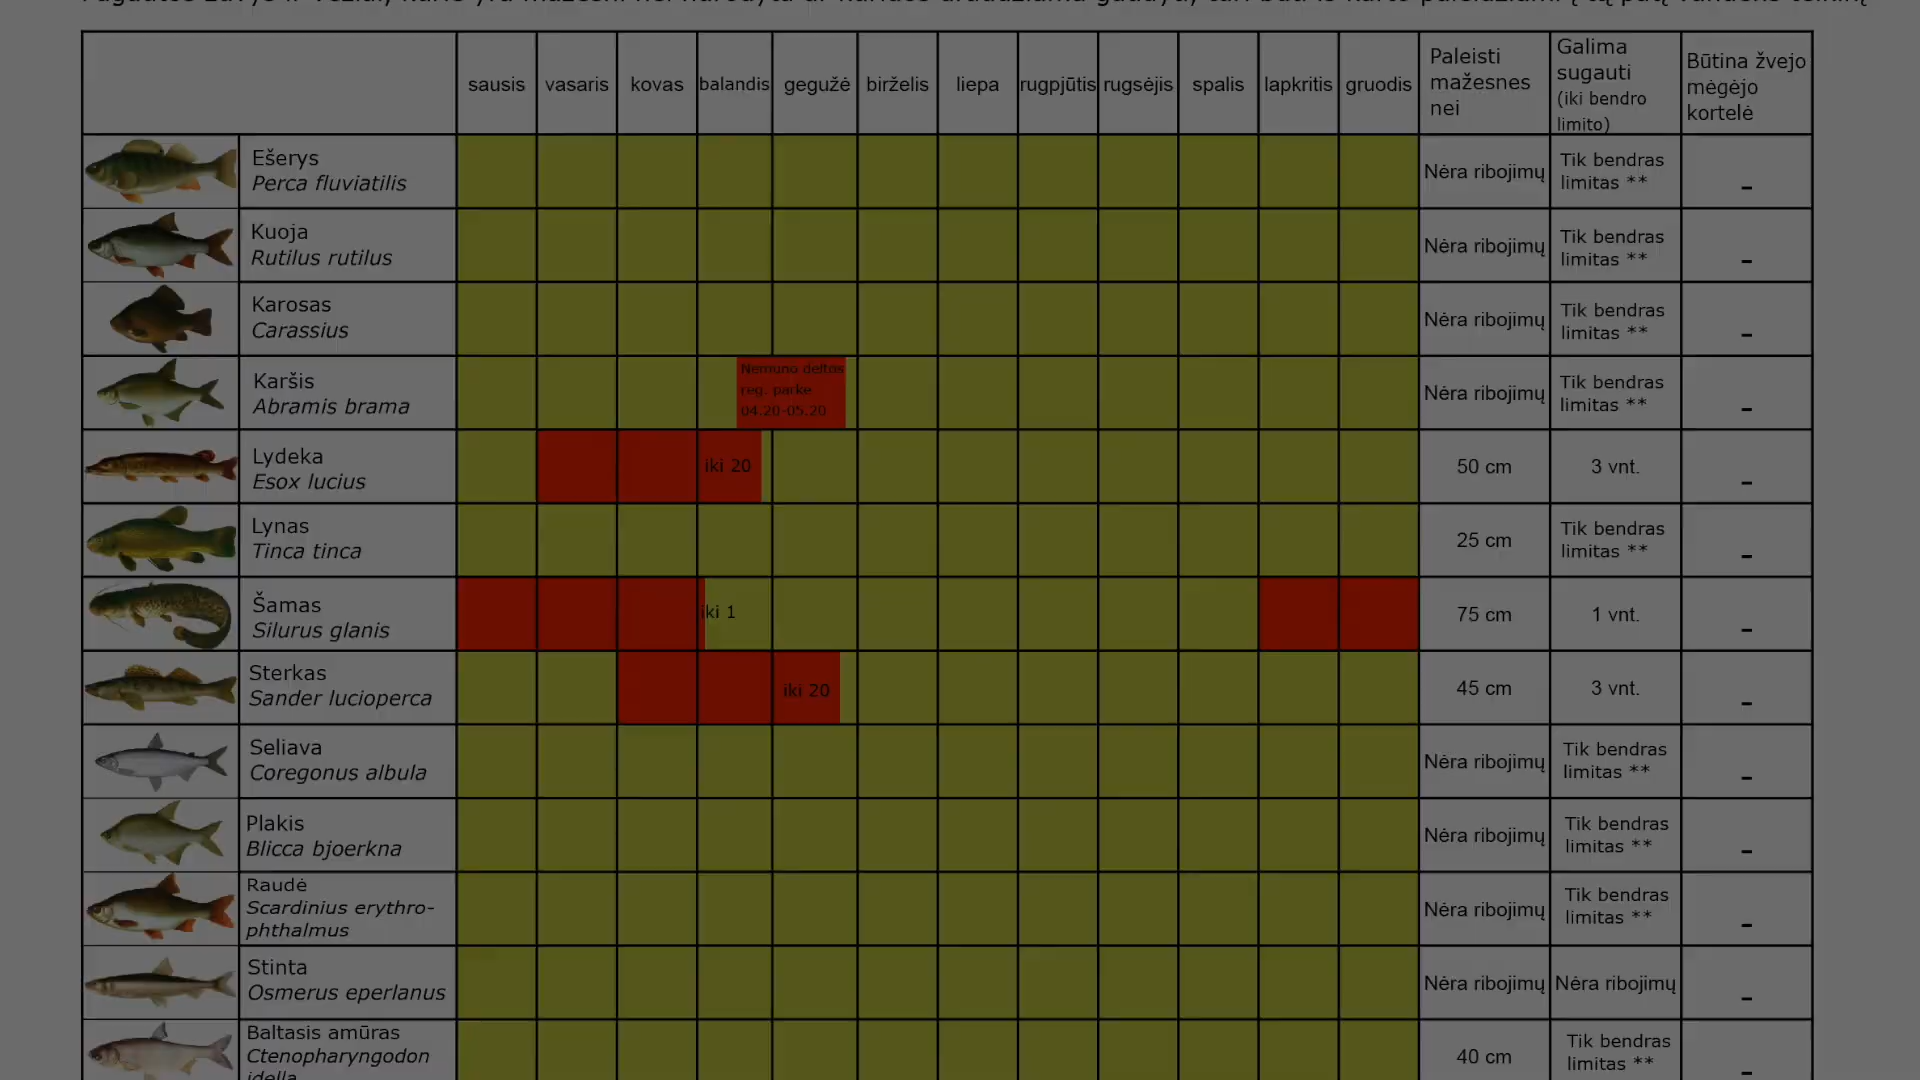 sausis vasaris kovas balandis gegužė birželis liepa rugpjūtis rugsėjis spalis lapkritis gruodis
Paleisti
mažesnes
nei
Galima
sugauti
(iki bendro
limito)
Būtina žvejo
mėgėjo
kortelė
Ešerys
Perca fluviatilis
Nėra ribojimų
Tik bendras
limitas **
-
Kuoja
Rutilus rutilus
Nėra ribojimų
Tik bendras
limitas **
-
Karosas
Carassius
Nėra ribojimų
Tik bendras
limitas **
-
Karšis
Abramis brama
Nemuno deltos
reg. parke
04.20-05.20
Nėra ribojimų
Tik bendras
limitas **
-
Lydeka
Esox lucius
iki 20
50 cm
3 vnt.
-
Lynas
Tinca tinca
25 cm
Tik bendras
limitas **
-
Šamas
Silurus glanis
iki 1
75 cm
1 vnt.
-
Sterkas
Sander lucioperca
iki 20
45 cm
3 vnt.
-
Seliava
Coregonus albula
Nėra ribojimų
Tik bendras
limitas **
-
Plakis
Blicca bjoerkna
Nėra ribojimų
Tik bendras
limitas **
-
Raudė
Scardinius erythro-
phthalmus
Nėra ribojimų
Tik bendras
limitas **
-
Stinta
Osmerus eperlanus
Nėra ribojimų
Nėra ribojimų
-
Baltasis amūras
Ctenopharyngodon
idella
40 cm
Tik bendras
limitas **
-